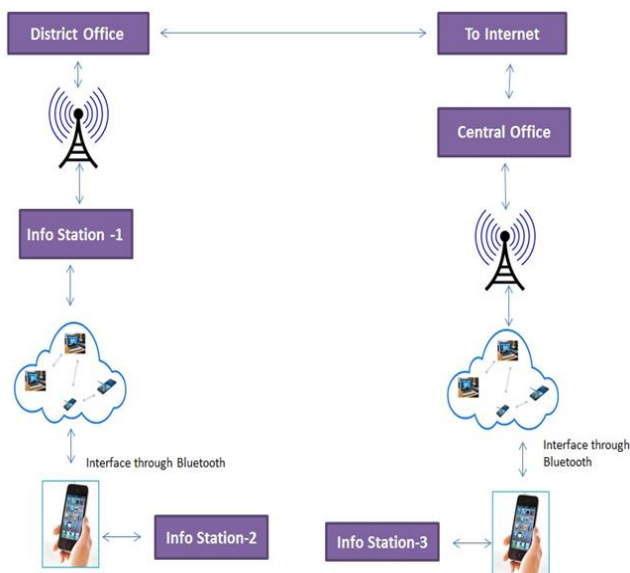 District Office
To Internet
Central Office
Info Station -1
Interface through Bluetooth
Interface through
Bluetooth
Info Station-2
Info Station-3